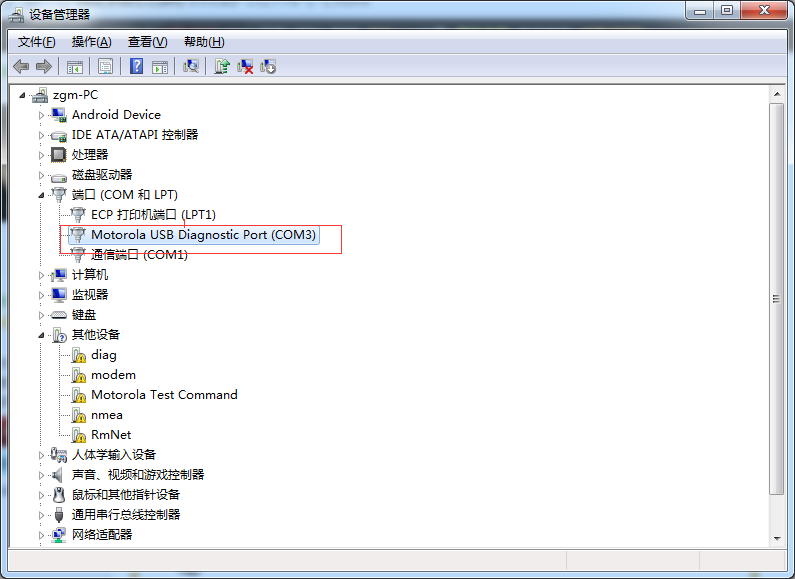 设备管理器
文件(F) 操作(A) 查看(V) 帮助(H)
zgm-PC
Android Device
IDE ATA/ATAPI 控制器
处理器
磁盘驱动器
端口 (COM 和 LPT)
ECP 打印机端口 (LPT1)
Motorola USB Diagnostic Port (COM3)
通信端口 (COM1)
计算机
监视器
键盘
其他设备
diag
modem
Motorola Test Command
nmea
RmNet
人体学输入设备
声音、视频和游戏控制器
鼠标和其他指针设备
通用串行总线控制器
网络适配器